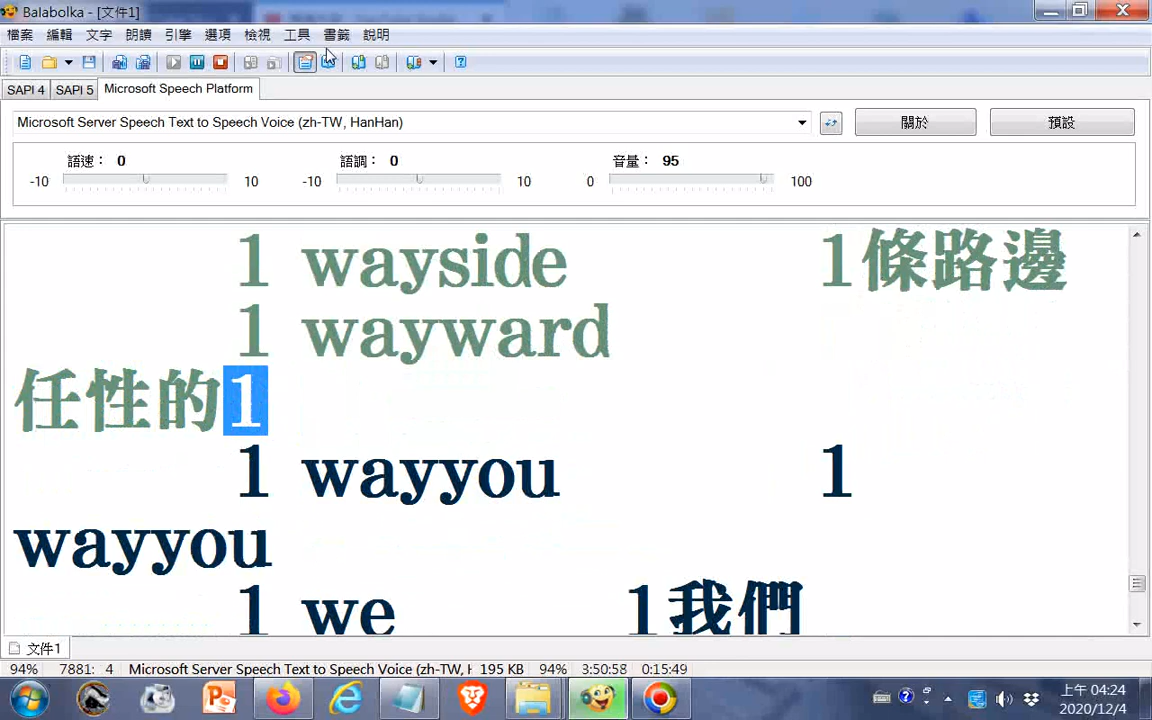 Balabolka - [文件1]
檔案 編輯 文字 朗讀 引擎 選項 檢視 工具 書籤 說明
SAPI 4 SAPI 5 Microsoft Speech Platform
Microsoft Server Speech Text to Speech Voice (zh-TW, HanHan) 關於 預設
語速： 0 語調： 0 音量： 95
-10 10 -10 10 0 100
1 wayside 1條路邊
1 wayward
任性的1
1 wayyou 1
wayyou
1 we 1我們
文件1
94% 7881: 4 Microsoft Server Speech Text to Speech Voice (zh-TW, H 195 KB 94% 3:50:58 0:15:49
上午 04:24
2020/12/4